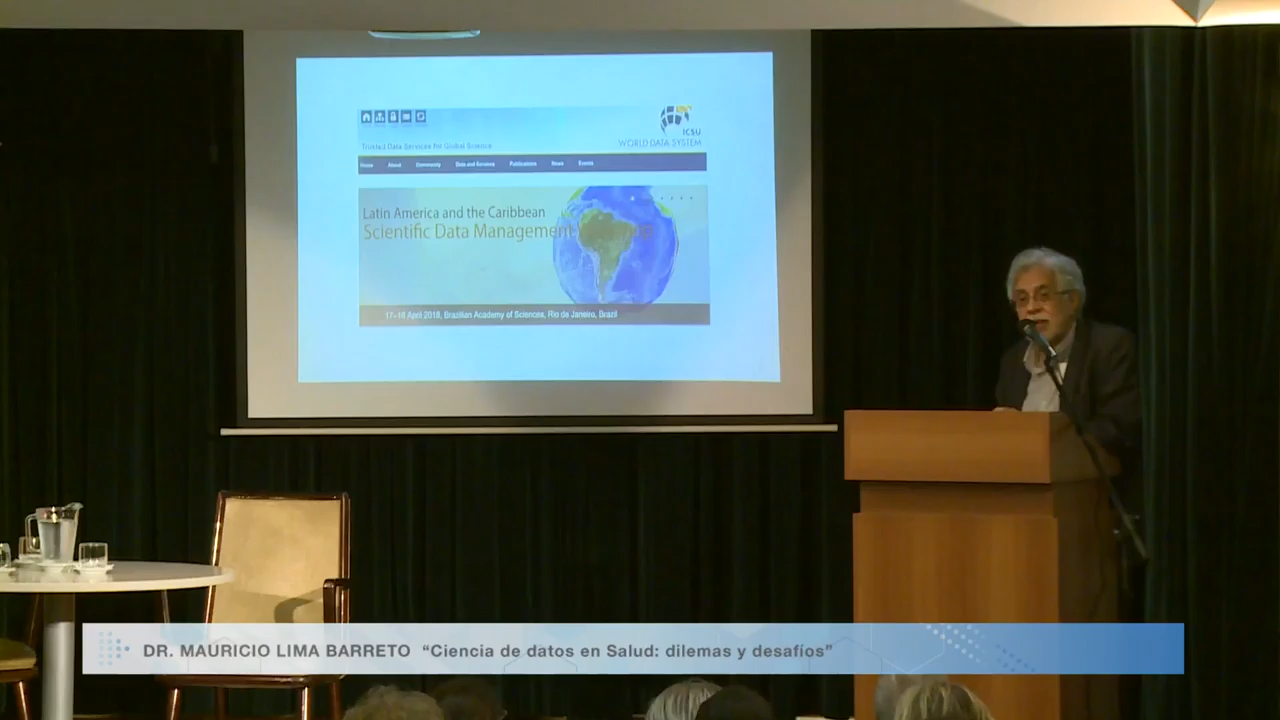 ICSU
Trusted Data Services for Global Science
WORLD DATA SYSTEM
Home About Community Data and Services Publications News Events
Latin America and the Caribbean
Scientific Data Management
17-18 April 2018, Brazilian Academy of Sciences, Rio de Janeiro, Brazil
DR. MAURICIO LIMA BARRETO “Ciencia de datos en Salud: dilemas y desafíos”